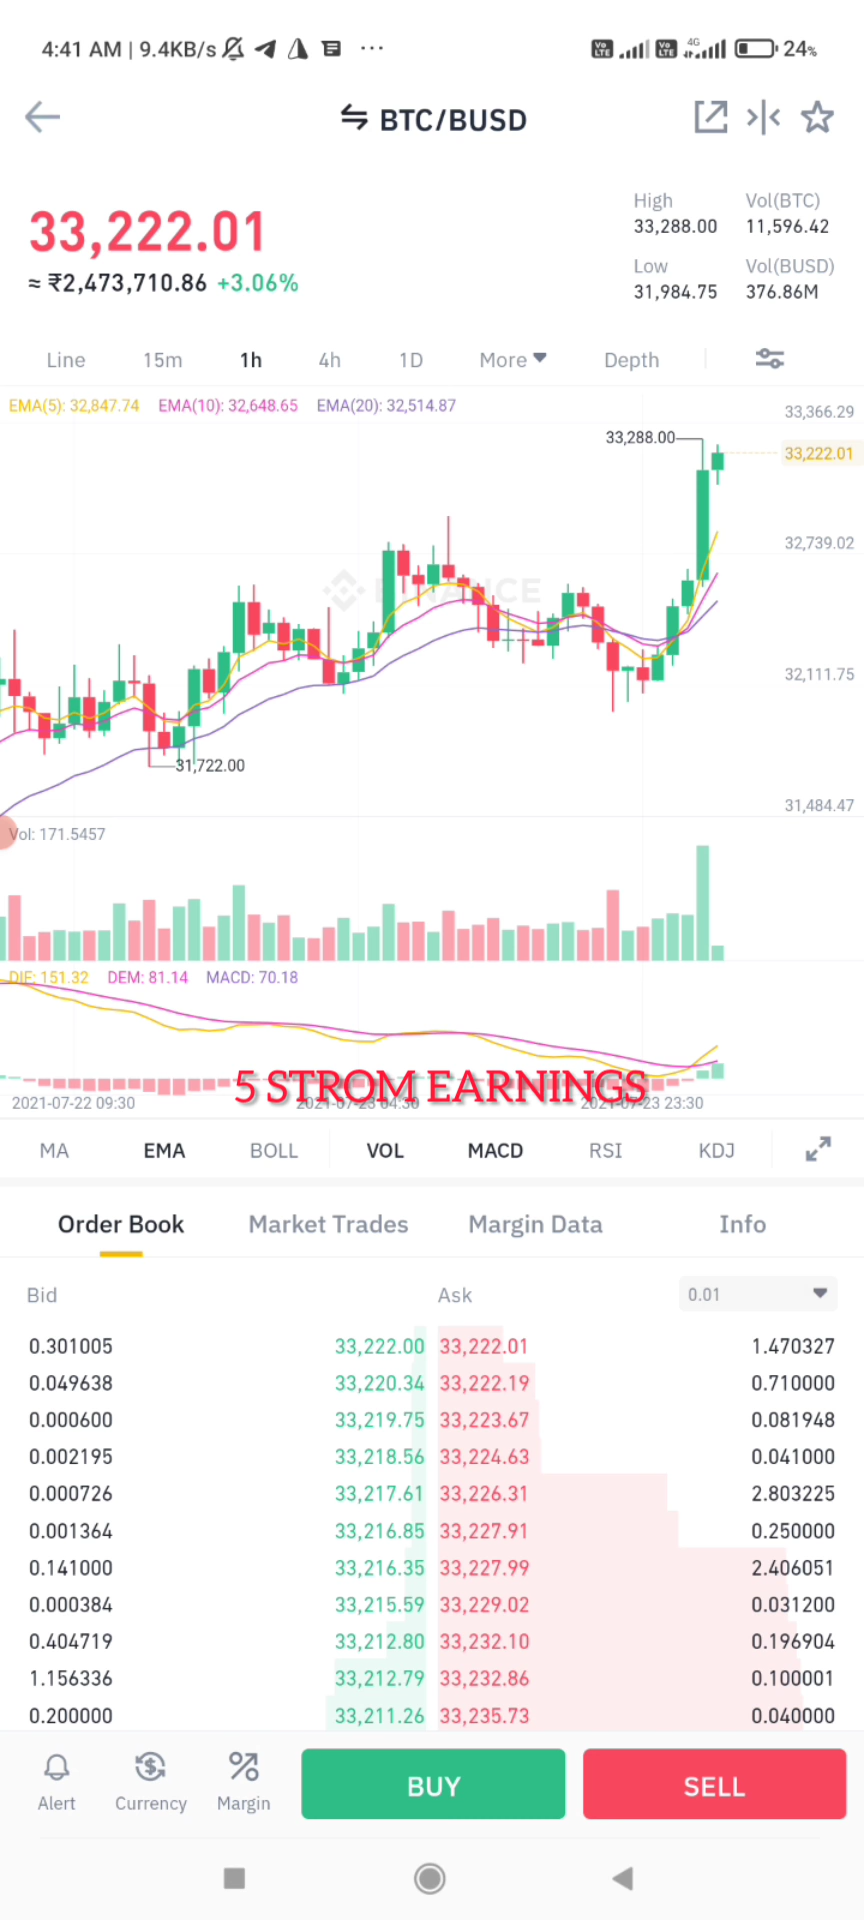 4:41 AM | 9.4KB/s ... Vo LTE Vo LTE 4G 24%
BTC/BUSD
33,222.01
≈ ₹2,473,710.86 +3.06%
High Vol(BTC)
33,288.00 11,596.42
Low Vol(BUSD)
31,984.75 376.86M
Line 15m 1h 4h 1D More Depth
EMA(5): 32,847.74 EMA(10): 32,648.65 EMA(20): 32,514.87
33,366.29
33,288.00
33,222.01
32,739.02
BINANCE
32,111.75
31,722.00
31,484.47
Vol: 171.5457
DIF: 151.32 DEM: 81.14 MACD: 70.18
5 STROM EARNINGS
2021-07-22 09:30 2021-07-23 04:30 2021-07-23 23:30
MA EMA BOLL VOL MACD RSI KDJ
Order Book Market Trades Margin Data Info
Bid Ask 0.01
0.301005 33,222.00 33,222.01 1.470327
0.049638 33,220.34 33,222.19 0.710000
0.000600 33,219.75 33,223.67 0.081948
0.002195 33,218.56 33,224.63 0.041000
0.000726 33,217.61 33,226.31 2.803225
0.001364 33,216.85 33,227.91 0.250000
0.141000 33,216.35 33,227.99 2.406051
0.000384 33,215.59 33,229.02 0.031200
0.404719 33,212.80 33,232.10 0.196904
1.156336 33,212.79 33,232.86 0.100001
0.200000 33,211.26 33,235.73 0.040000
Alert Currency Margin BUY SELL